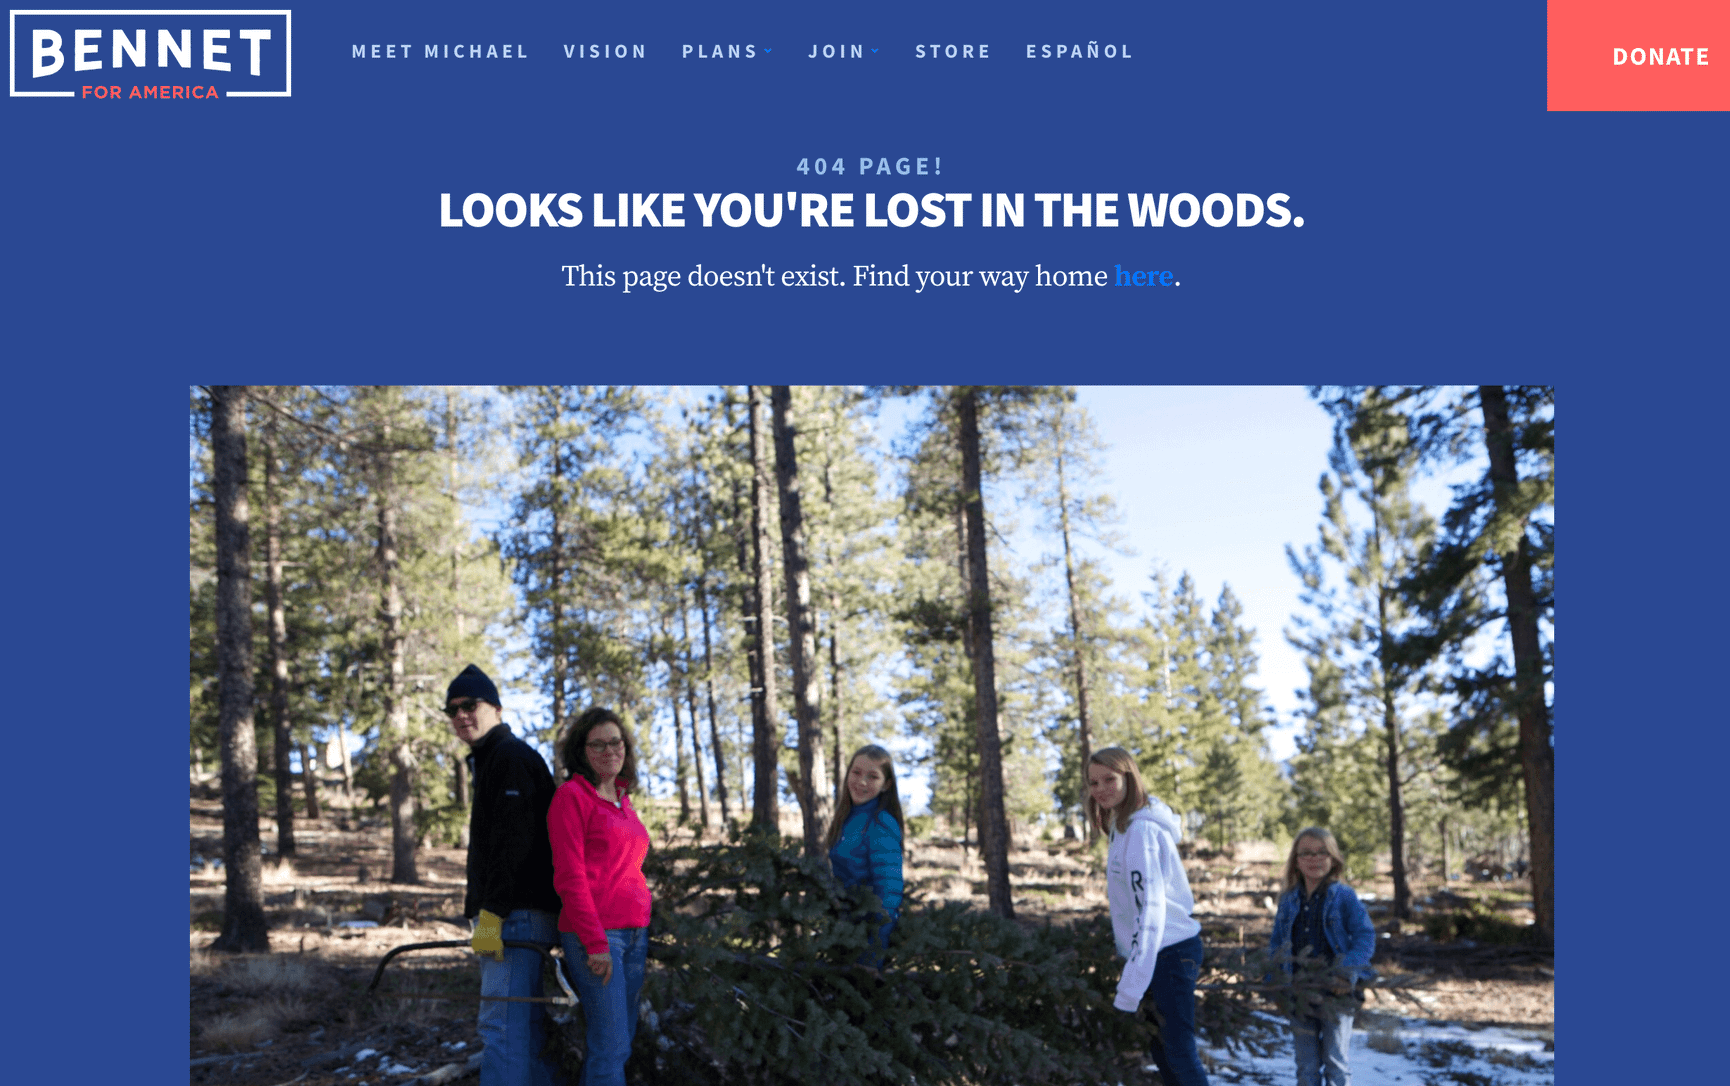 BENNET
FOR AMERICA
MEET MICHAEL VISION PLANS JOIN STORE ESPAÑOL
DONATE
404 PAGE!
LOOKS LIKE YOU'RE LOST IN THE WOODS.
This page doesn't exist. Find your way home here.